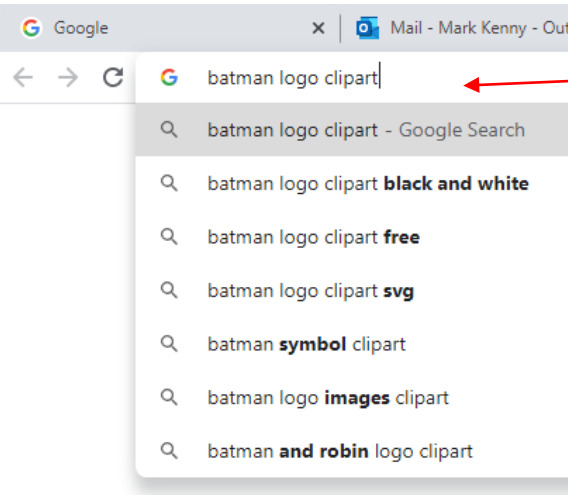 Google
Mail - Mark Kenny - Out
batman logo clipart
batman logo clipart - Google Search
batman logo clipart black and white
batman logo clipart free
batman logo clipart svg
batman symbol clipart
batman logo images clipart
batman and robin logo clipart